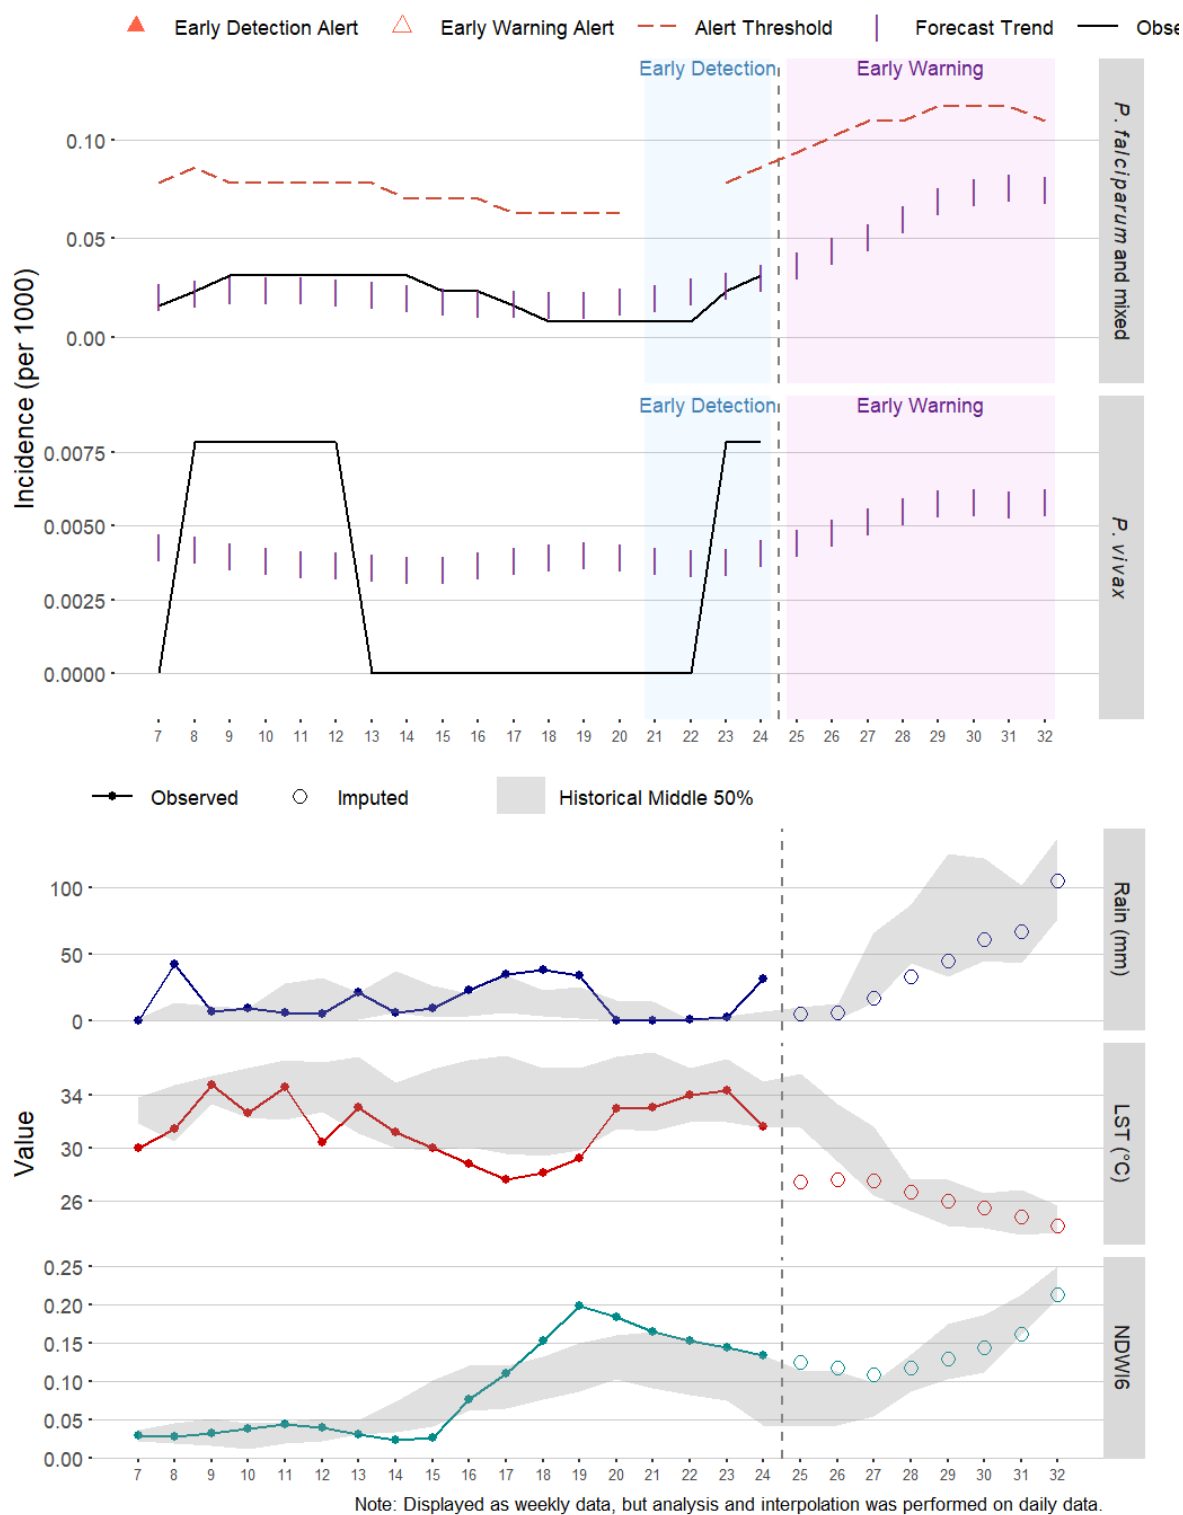 Early Detection Alert Early Warning Alert Alert Threshold Forecast Trend Obse
Early Detection Early Warning
0.10
0.05
0.00
P. falciparum and mixed
Incidence (per 1000)
Early Detection Early Warning
0.0075
0.0050
0.0025
0.0000
P. vivax
7 8 9 10 11 12 13 14 15 16 17 18 19 20 21 22 23 24 25 26 27 28 29 30 31 32
Observed Imputed Historical Middle 50%
100
50
0
Rain (mm)
34
30
26
LST (°C)
Value
0.25
0.20
0.15
0.10
0.05
0.00
NDWI6
7 8 9 10 11 12 13 14 15 16 17 18 19 20 21 22 23 24 25 26 27 28 29 30 31 32
Note: Displayed as weekly data, but analysis and interpolation was performed on daily data.